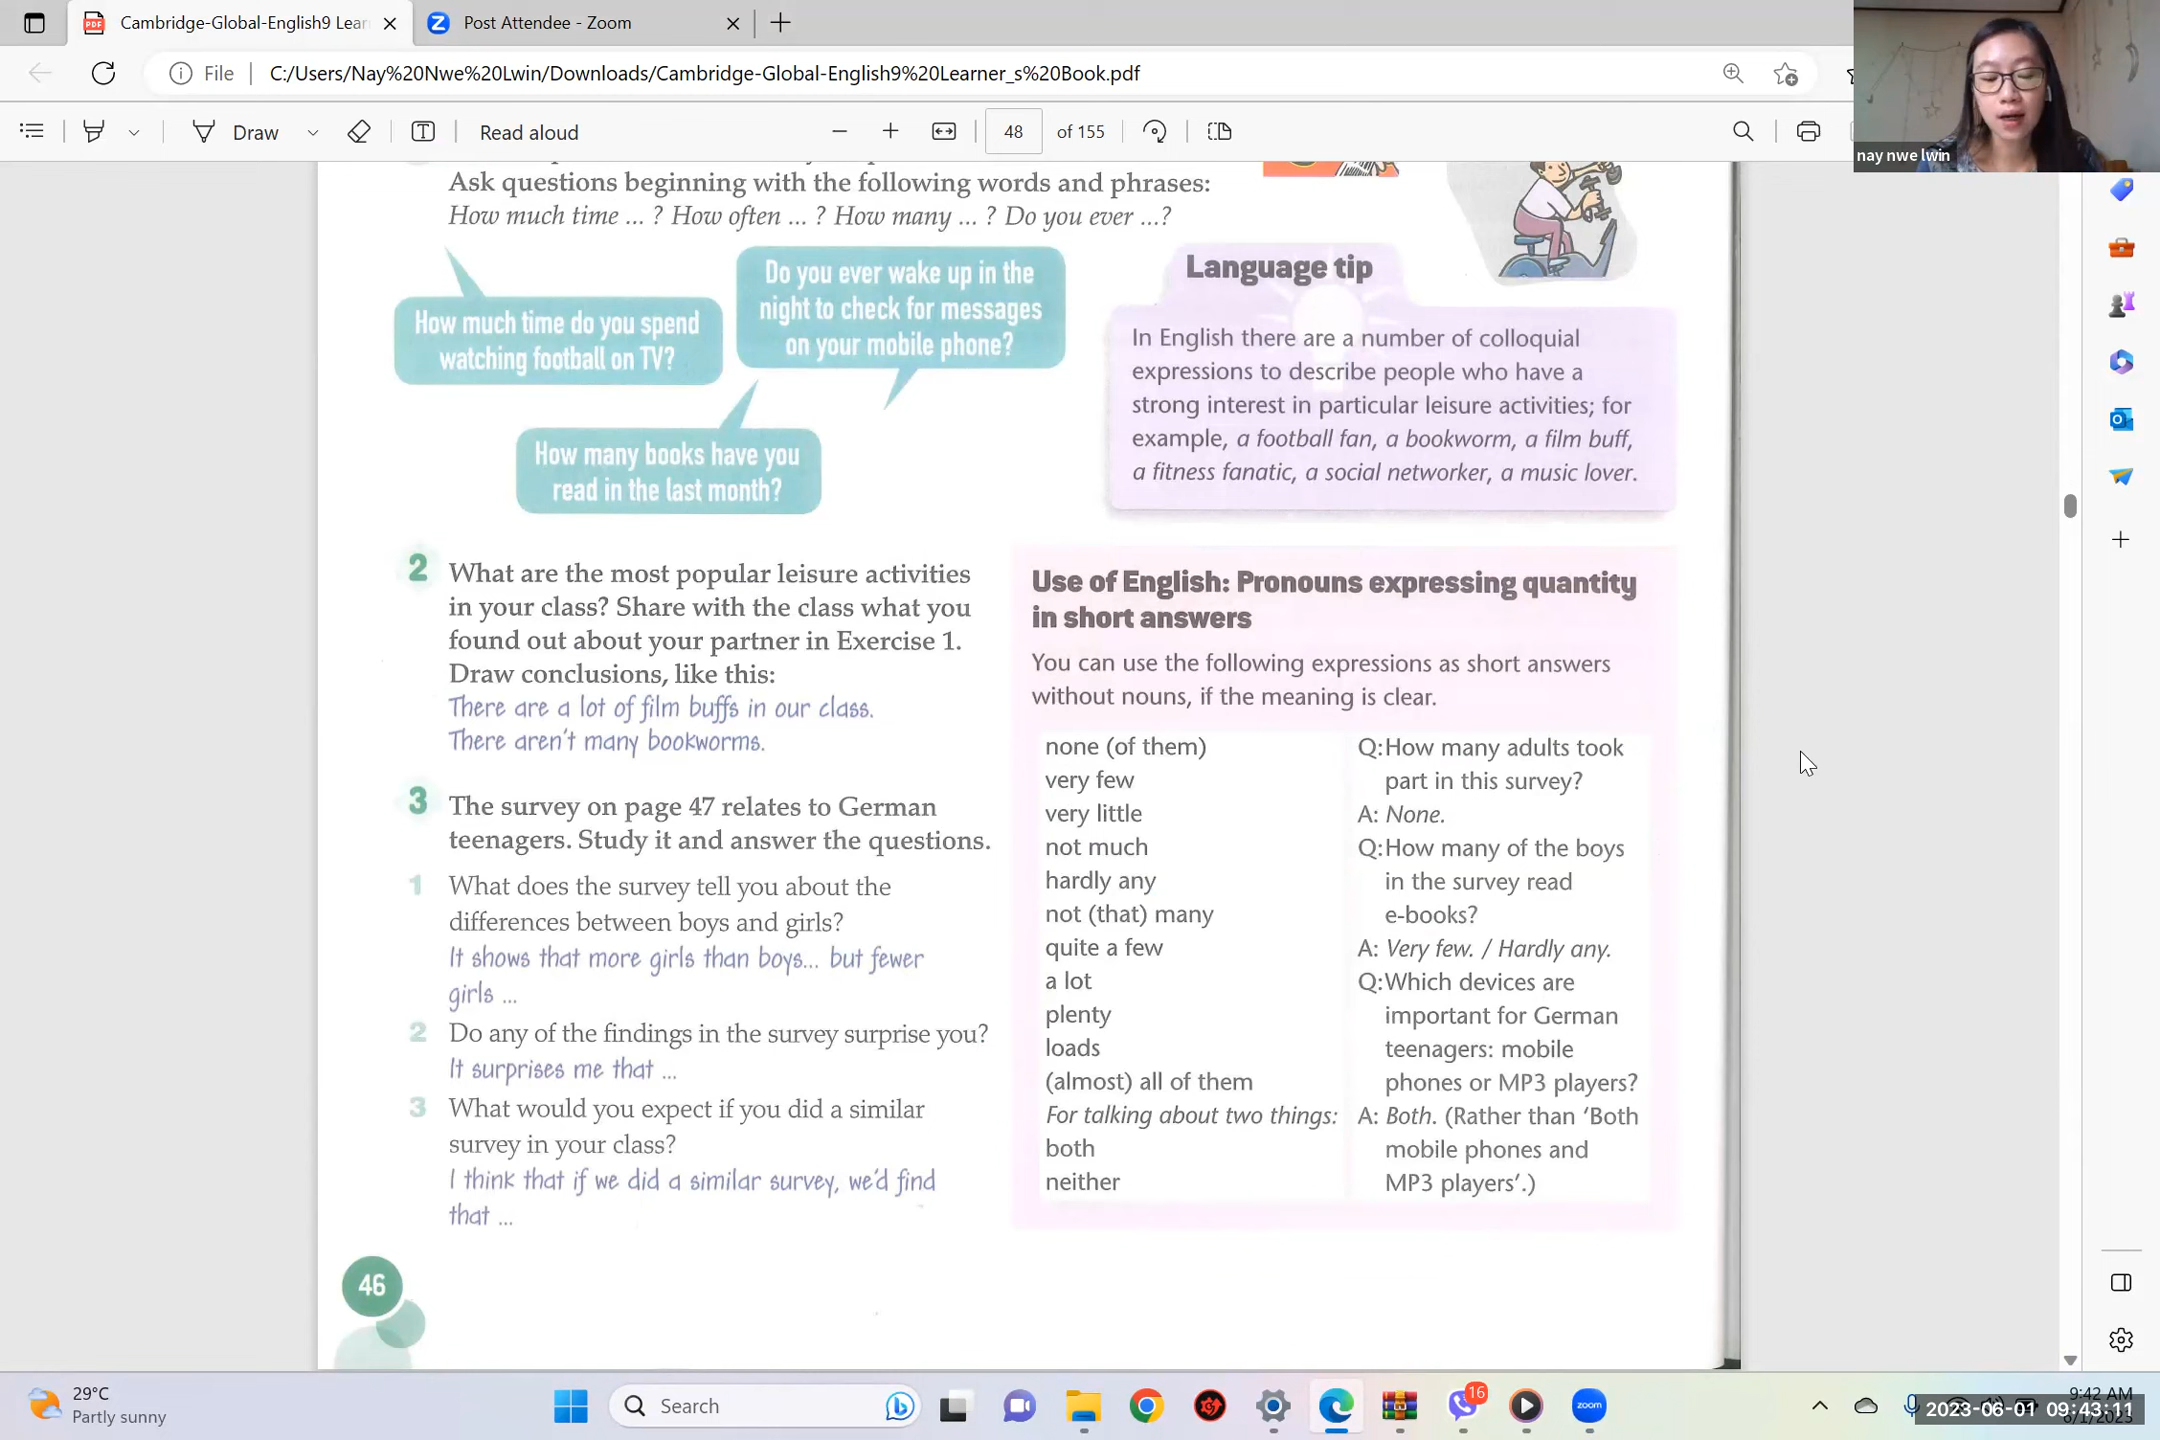 Cambridge-Global-English9 Lear
Post Attendee - Zoom
File
C:/Users/Nay%20Nwe%20Lwin/Downloads/Cambridge-Global-English9%20Learner_s%20Book.pdf
Draw
Read aloud
48
of 155
nay nwe lwin
Ask questions beginning with the following words and phrases:
How much time ... ? How often ... ? How many ... ? Do you ever ...?
How much time do you spend
watching football on TV?
Do you ever wake up in the
night to check for messages
on your mobile phone?
How many books have you
read in the last month?
Language tip
In English there are a number of colloquial
expressions to describe people who have a
strong interest in particular leisure activities; for
example, a football fan, a bookworm, a film buff,
a fitness fanatic, a social networker, a music lover.
2 What are the most popular leisure activities
in your class? Share with the class what you
found out about your partner in Exercise 1.
Draw conclusions, like this:
There are a lot of film buffs in our class.
There aren't many bookworms.
3 The survey on page 47 relates to German
teenagers. Study it and answer the questions.
1 What does the survey tell you about the
differences between boys and girls?
It shows that more girls than boys... but fewer
girls ...
2 Do any of the findings in the survey surprise you?
It surprises me that ...
3 What would you expect if you did a similar
survey in your class?
I think that if we did a similar survey, we'd find
that ...
Use of English: Pronouns expressing quantity
in short answers
You can use the following expressions as short answers
without nouns, if the meaning is clear.
none (of them)
very few
very little
not much
hardly any
not (that) many
quite a few
a lot
plenty
loads
(almost) all of them
For talking about two things:
both
neither
Q: How many adults took
part in this survey?
A: None.
Q: How many of the boys
in the survey read
e-books?
A: Very few. / Hardly any.
Q: Which devices are
important for German
teenagers: mobile
phones or MP3 players?
A: Both. (Rather than 'Both
mobile phones and
MP3 players'.)
46
29°C
Partly sunny
Search
16
zoom
9:42 AM
2023-06-01 09:43:11